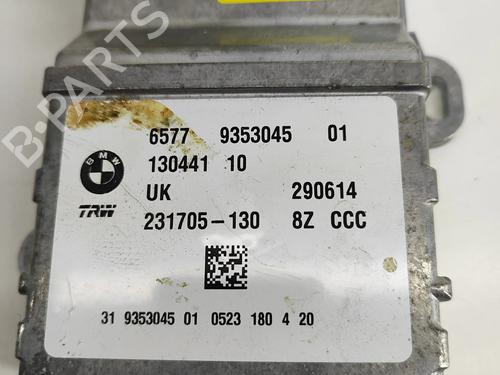 B-PARTS
6577 9353045 01
BMW
130441 10
UK 290614
TRW 231705-130 8Z CCC
31 9353045 01 0523 180 4 20